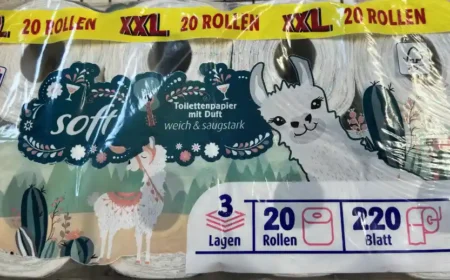 XXL 20 ROLLEN XXL 20 ROLLEN XXL 20 ROLLEN
soft
Toilettenpapier
mit Duft
weich & saugstark
3 Lagen
20 Rollen
220 Blatt